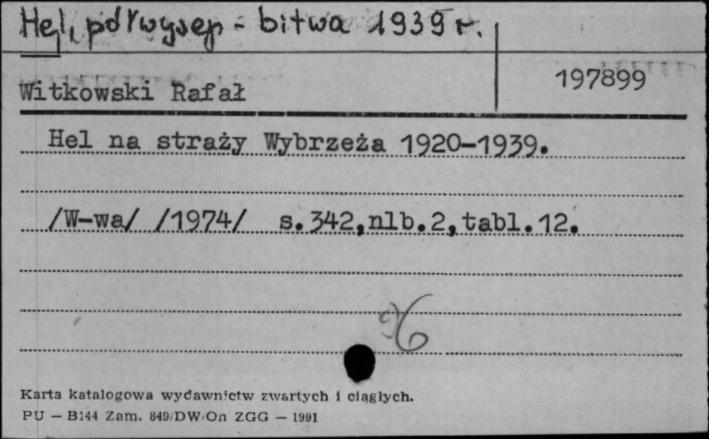 Hel, półwysep - bitwa 1939 r.
Witkowski Rafał
197899
Hel na straży Wybrzeża 1920-1939.
/W-wa/ /1974/ s.342,nlb.2,tabl.12.
Karta katalogowa wydawnictw zwartych i ciągłych.
PU — B144 Zam. 849/DW/On ZGG — 1991